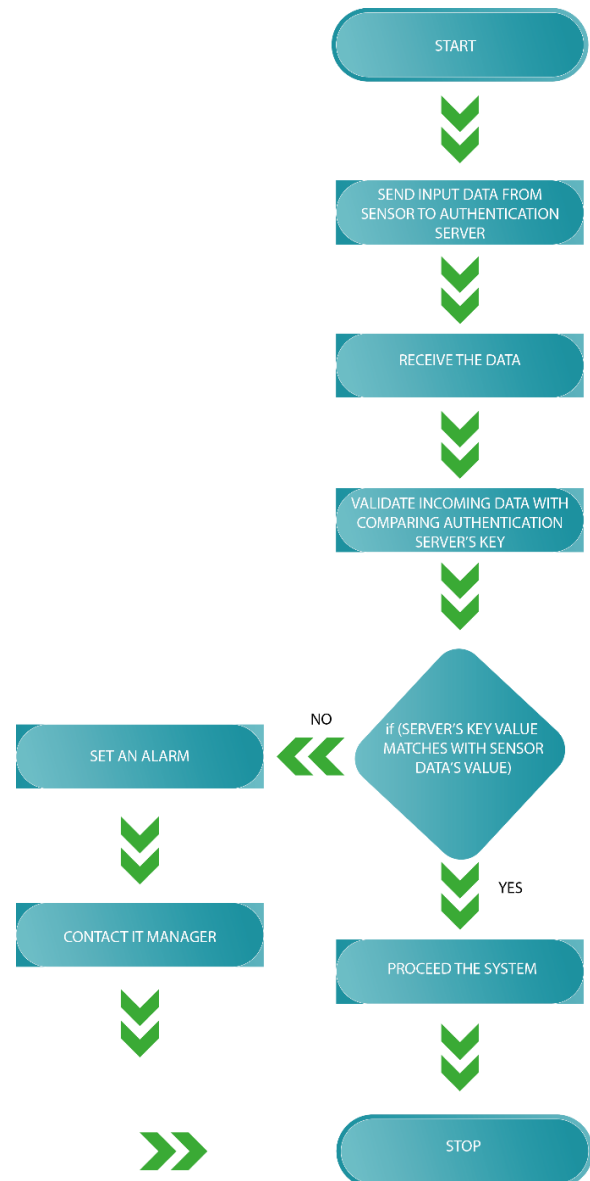 START
SEND INPUT DATA FROM
SENSOR TO AUTHENTICATION
SERVER
RECEIVE THE DATA
VALIDATE INCOMING DATA WITH
COMPARING AUTHENTICATION
SERVER'S KEY
if (SERVER'S KEY VALUE
MATCHES WITH SENSOR
DATA'S VALUE)
NO
SET AN ALARM
CONTACT IT MANAGER
YES
PROCEED THE SYSTEM
STOP